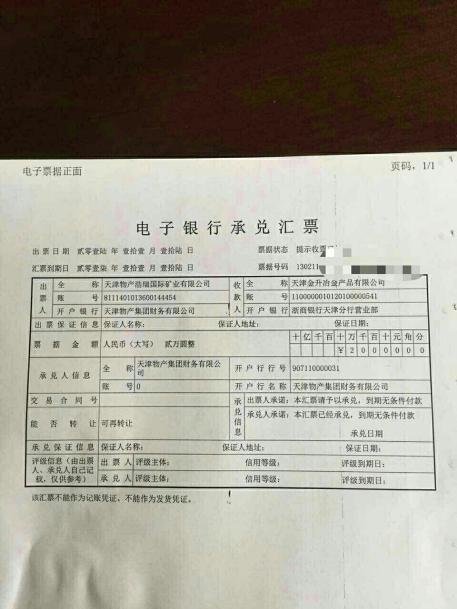 电子票据正面
页码：1/1
电子银行承兑汇票
出票日期 贰零壹陆 年 壹拾壹 月 壹拾陆 日
票据状态 提示收票
汇票到期日 贰零壹柒 年 壹拾壹 月 壹拾陆 日
票据号码 130211
出票人
全称 天津物产浩瑞国际矿业有限公司
账号 8111401013600144454
开户银行 天津物产集团财务有限公司
收款人
全称 天津金升冶金产品有限公司
账号 1100000010120100000541
开户银行 浙商银行天津分行营业部
出票保证信息 保证人名称： 保证人地址： 保证日期：
票据金额 人民币（大写） 贰万圆整
十亿千百十万千百十元角分
￥2000000
承兑人信息
全称 天津物产集团财务有限公司
账号 0
开户行行号 907110000031
开户行名称 天津物产集团财务有限公司
交易合同号
能否转让 可再转让
承兑信息
出票人承诺：本汇票请予以承兑，到期无条件付款
承兑人承兑：本汇票已经承兑，到期无条件付款
承兑日期
承兑保证信息 保证人名称： 保证人地址： 保证日期：
评级信息（由出票人、承兑人自己记载，仅供参考）
出票人 评级主体： 信用等级： 评级到期日：
承兑人 评级主体： 信用等级： 评级到期日：
该汇票不能作为记账凭证、不能作为发货凭证。